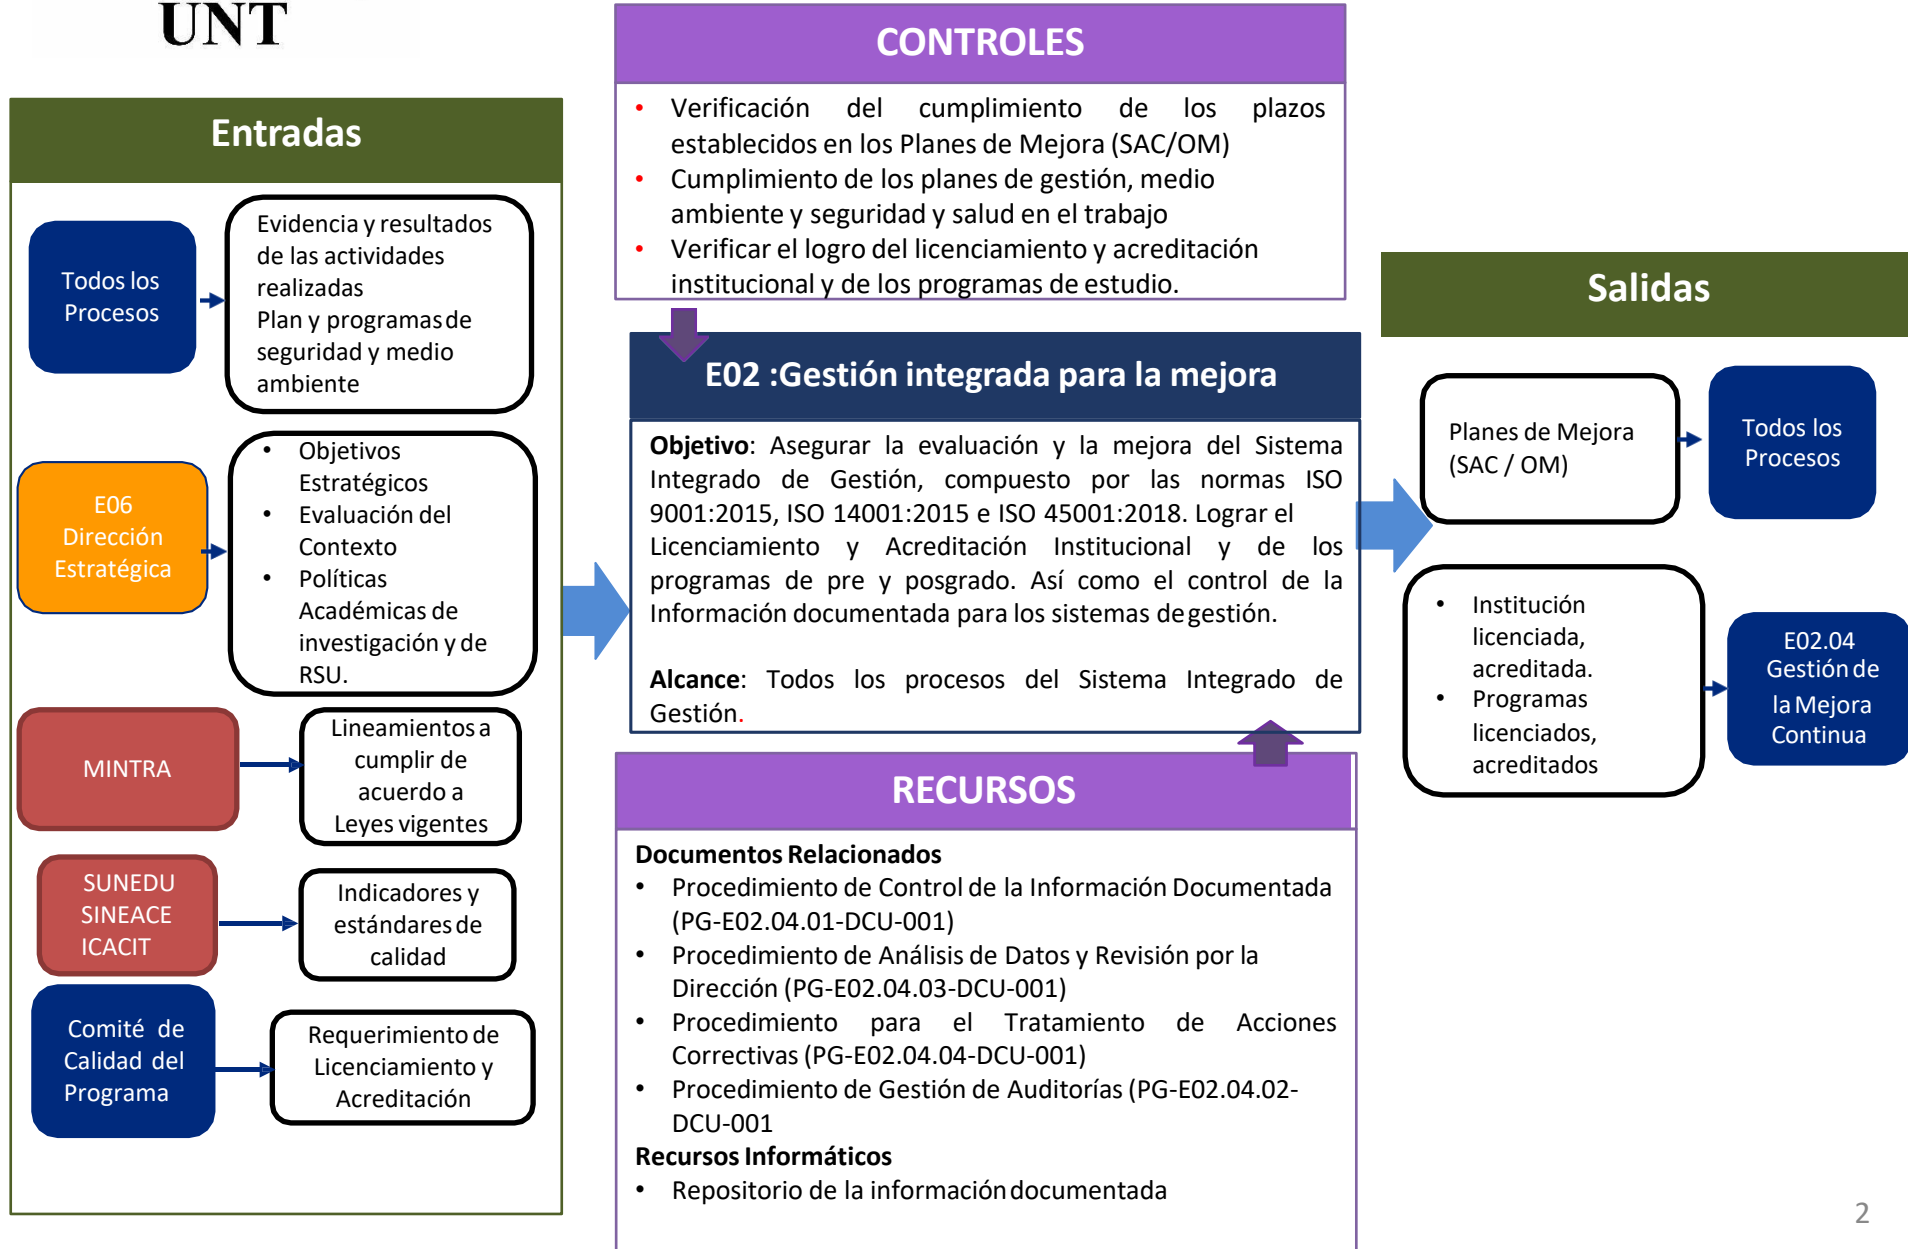 UNT
Entradas
Todos los
Procesos
Evidencia y resultados
de las actividades
realizadas
Plan y programas de
seguridad y medio
ambiente
E06
Dirección
Estratégica
• Objetivos
Estratégicos
• Evaluación del
Contexto
• Políticas
Académicas de
investigación y de
RSU.
MINTRA
Lineamientos a
cumplir de
acuerdo a
Leyes vigentes
SUNEDU
SINEACE
ICACIT
Indicadores y
estándares de
calidad
Comité de
Calidad del
Programa
Requerimiento de
Licenciamiento y
Acreditación
CONTROLES
• Verificación del cumplimiento de los plazos
establecidos en los Planes de Mejora (SAC/OM)
• Cumplimiento de los planes de gestión, medio
ambiente y seguridad y salud en el trabajo
• Verificar el logro del licenciamiento y acreditación
institucional y de los programas de estudio.
E02 :Gestión integrada para la mejora
Objetivo: Asegurar la evaluación y la mejora del Sistema
Integrado de Gestión, compuesto por las normas ISO
9001:2015, ISO 14001:2015 e ISO 45001:2018. Lograr el
Licenciamiento y Acreditación Institucional y de los
programas de pre y posgrado. Así como el control de la
Información documentada para los sistemas de gestión.
Alcance: Todos los procesos del Sistema Integrado de
Gestión.
RECURSOS
Documentos Relacionados
• Procedimiento de Control de la Información Documentada
(PG-E02.04.01-DCU-001)
• Procedimiento de Análisis de Datos y Revisión por la
Dirección (PG-E02.04.03-DCU-001)
• Procedimiento para el Tratamiento de Acciones
Correctivas (PG-E02.04.04-DCU-001)
• Procedimiento de Gestión de Auditorías (PG-E02.04.02-
DCU-001
Recursos Informáticos
• Repositorio de la información documentada
Salidas
Planes de Mejora
(SAC / OM)
Todos los
Procesos
• Institución
licenciada,
acreditada.
• Programas
licenciados,
acreditados
E02.04
Gestión de
la Mejora
Continua
2